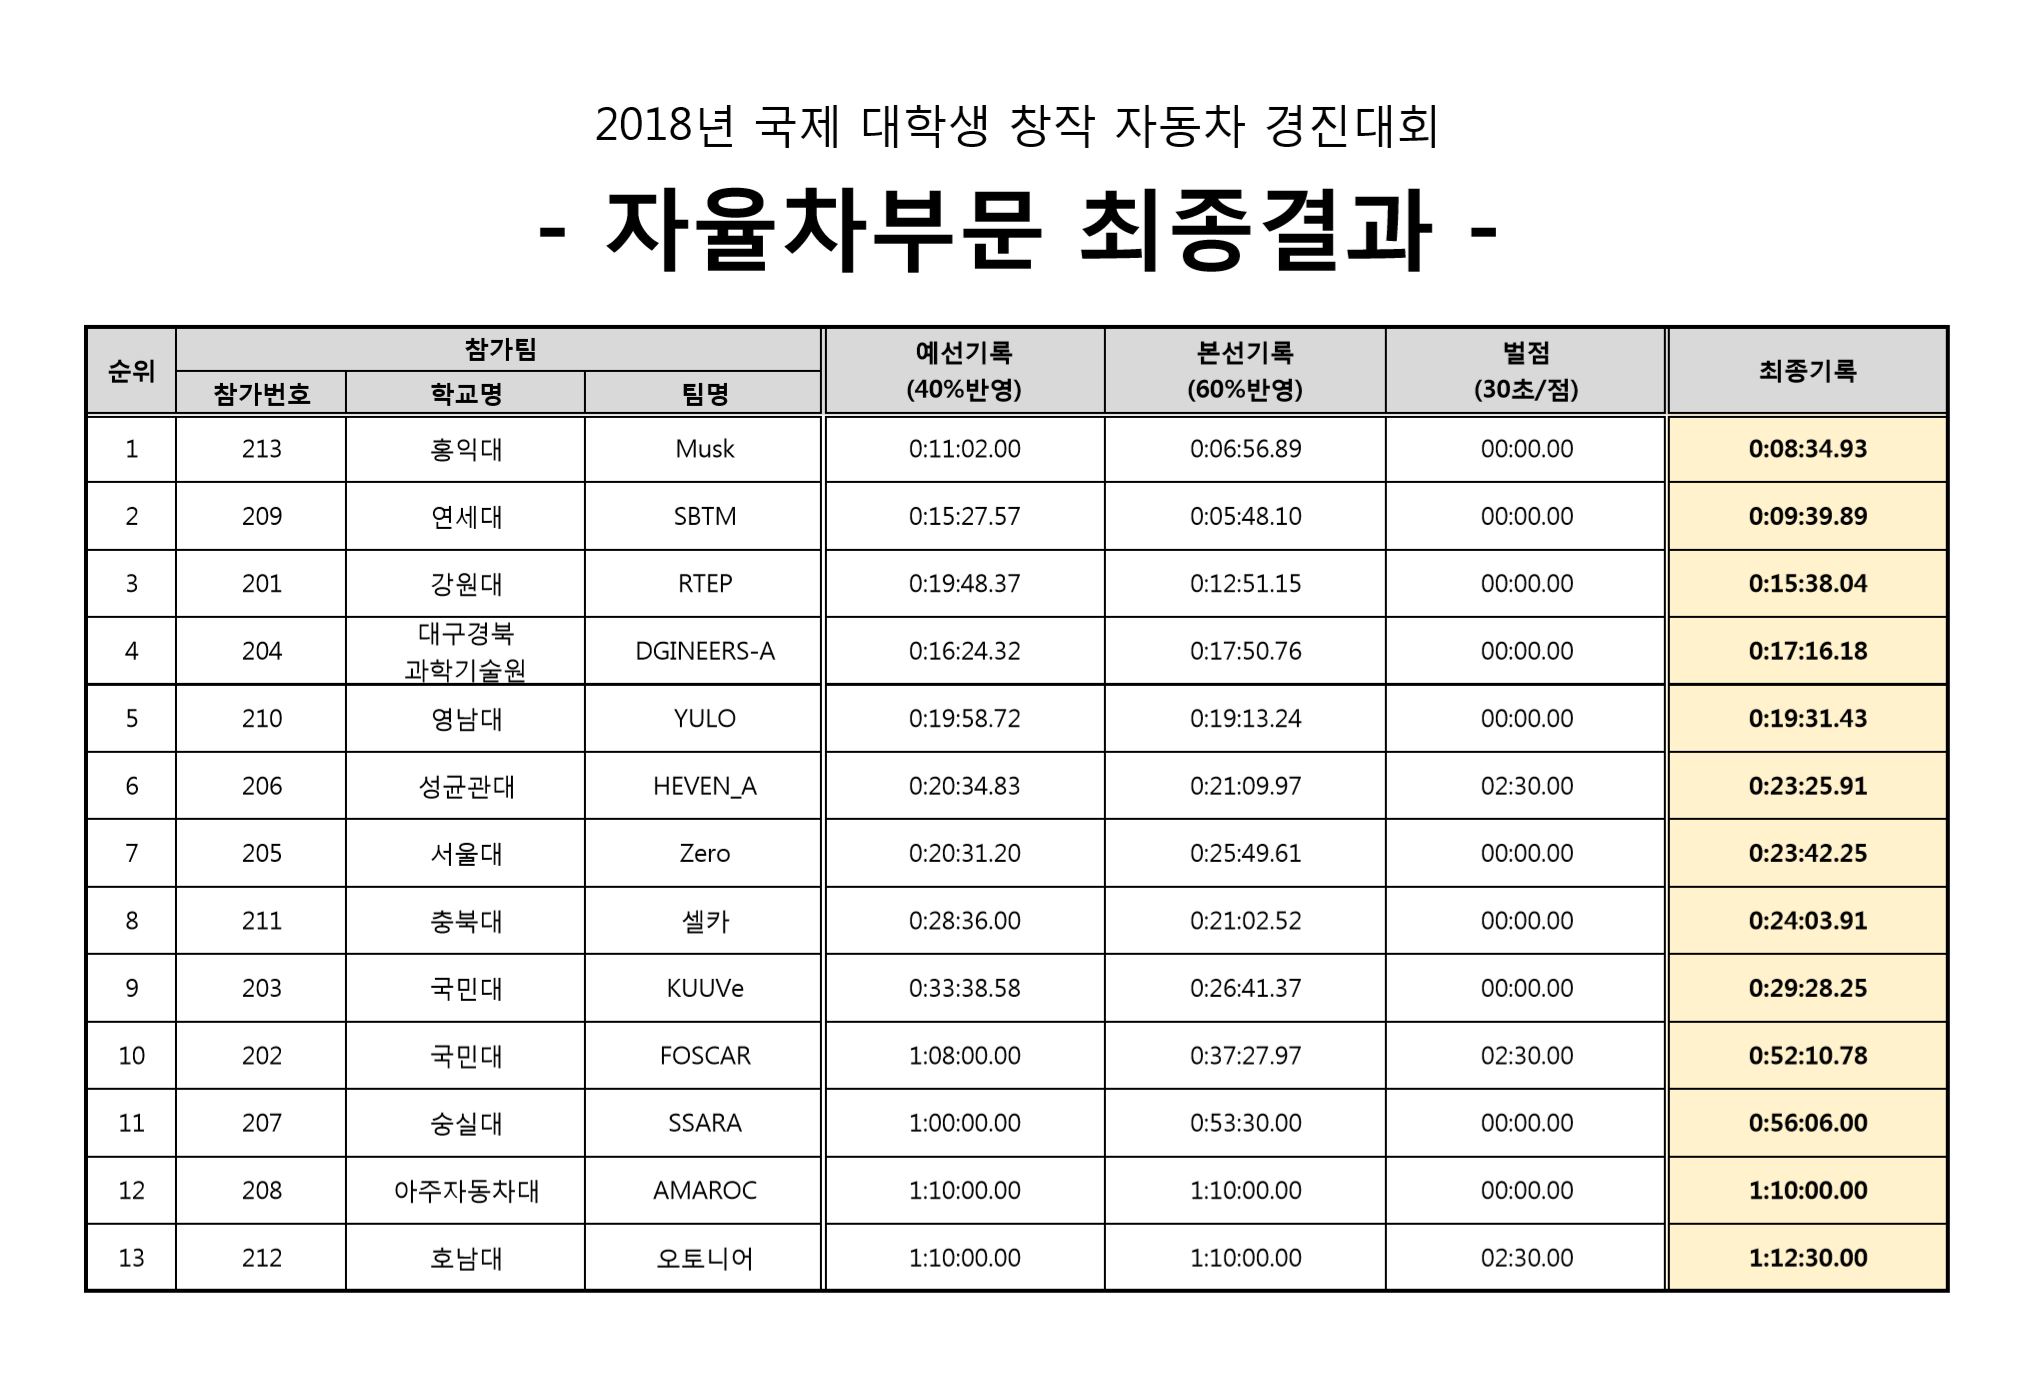 2018년 국제 대학생 창작 자동차 경진대회
- 자율차부문 최종결과 -
순위 참가팀 예선기록 (40%반영) 본선기록 (60%반영) 벌점 (30초/점) 최종기록
참가번호 학교명 팀명
1 213 홍익대 Musk 0:11:02.00 0:06:56.89 00:00.00 0:08:34.93
2 209 연세대 SBTM 0:15:27.57 0:05:48.10 00:00.00 0:09:39.89
3 201 강원대 RTEP 0:19:48.37 0:12:51.15 00:00.00 0:15:38.04
4 204 대구경북 과학기술원 DGINEERS-A 0:16:24.32 0:17:50.76 00:00.00 0:17:16.18
5 210 영남대 YULO 0:19:58.72 0:19:13.24 00:00.00 0:19:31.43
6 206 성균관대 HEVEN_A 0:20:34.83 0:21:09.97 02:30.00 0:23:25.91
7 205 서울대 Zero 0:20:31.20 0:25:49.61 00:00.00 0:23:42.25
8 211 충북대 셀카 0:28:36.00 0:21:02.52 00:00.00 0:24:03.91
9 203 국민대 KUUVe 0:33:38.58 0:26:41.37 00:00.00 0:29:28.25
10 202 국민대 FOSCAR 1:08:00.00 0:37:27.97 02:30.00 0:52:10.78
11 207 숭실대 SSARA 1:00:00.00 0:53:30.00 00:00.00 0:56:06.00
12 208 아주자동차대 AMAROC 1:10:00.00 1:10:00.00 00:00.00 1:10:00.00
13 212 호남대 오토니어 1:10:00.00 1:10:00.00 02:30.00 1:12:30.00